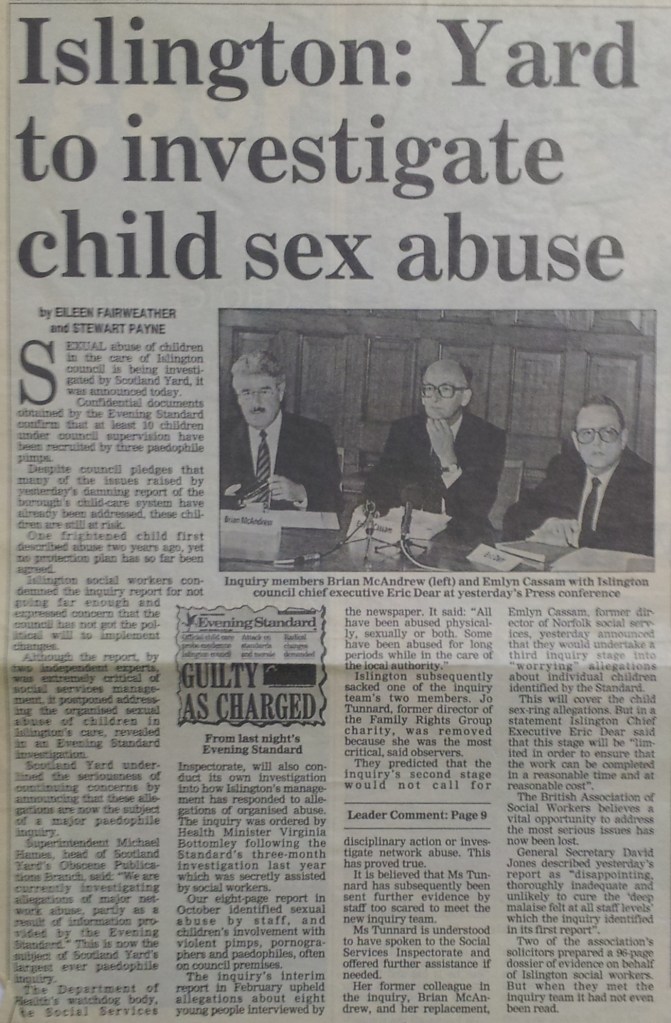 Islington: Yard
to investigate
child sex abuse
by EILEEN FAIRWEATHER
and STEWART PAYNE
SEXUAL abuse of children
in the care of Islington
council is being investi-
gated by Scotland Yard, it
was announced today.
Confidential documents
obtained by the Evening Standard
confirm that at least 10 children
under council supervision have
been recruited by three paedophile
pimps.
Despite council pledges that
many of the issues raised by
yesterday's damning report of the
borough's child-care system have
already been addressed, these chil-
dren are still at risk.
One frightened child first
described abuse two years ago, yet
no protection plan has so far been
agreed.
Islington social workers con-
demned the inquiry report for not
going far enough and
expressed concern that the
council has not got the pol-
itical will to implement
changes.
Although the report, by
two independent experts,
was extremely critical of
social services manage-
ment, it postponed address-
ing the organised sexual
abuse of children in
Islington's care, revealed
in an Evening Standard
investigation.
Scotland Yard under-
lined the seriousness of
continuing concerns by
announcing that these alle-
gations are now the subject
of a major paedophile
inquiry.
Superintendent Michael
Hames, head of Scotland
Yard's Obscene Publica-
tions Branch, said: "We are
currently investigating
allegations of major net-
work abuse, partly as a
result of information pro-
vided by the Evening
Standard." This is now the
subject of Scotland Yard's
largest ever paedophile
inquiry.
The Department of
Health's watchdog body,
the Social Services
Brian McAndrew
Cassam
Inquiry members Brian McAndrew (left) and Emlyn Cassam with Islington
council chief executive Eric Dear at yesterday's Press conference
Evening Standard
GUILTY
AS CHARGED
From last night's
Evening Standard
Inspectorate, will also con-
duct its own investigation
into how Islington's manage-
ment has responded to alle-
gations of organised abuse.
The inquiry was ordered by
Health Minister Virginia
Bottomley following the
Standard's three-month
investigation last year
which was secretly assisted
by social workers.
Our eight-page report in
October identified sexual
abuse by staff, and
children's involvement with
violent pimps, pornogra-
phers and paedophiles, often
on council premises.
The inquiry's interim
report in February upheld
allegations about eight
young people interviewed by
the newspaper. It said: "All
have been abused physical-
ly, sexually or both. Some
have been abused for long
periods while in the care of
the local authority."
Islington subsequently
sacked one of the inquiry
team's two members. Jo
Tunnard, former director of
the Family Rights Group
charity, was removed
because she was the most
critical, said observers.
They predicted that the
inquiry's second stage
would not call for
Leader Comment: Page 9
disciplinary action or inves-
tigate network abuse. This
has proved true.
It is believed that Ms Tun-
nard has subsequently been
sent further evidence by
staff too scared to meet the
new inquiry team.
Ms Tunnard is understood
to have spoken to the Social
Services Inspectorate and
offered further assistance if
needed.
Her former colleague in
the inquiry, Brian McAn-
drew, and her replacement,
Emlyn Cassam, former dir-
ector of Norfolk social serv-
ices, yesterday announced
that they would undertake a
third inquiry stage into
"worrying" allegations
about individual children
identified by the Standard.
This will cover the child
sex-ring allegations. But in a
statement Islington Chief
Executive Eric Dear said
that this stage will be "lim-
ited in order to ensure that
the work can be completed
in a reasonable time and at
reasonable cost".
The British Association of
Social Workers believes a
vital opportunity to address
the most serious issues has
now been lost.
General Secretary David
Jones described yesterday's
report as "disappointing,
thoroughly inadequate and
unlikely to cure the 'deep
malaise felt at all staff levels'
which the inquiry identified
in its first report".
Two of the association's
solicitors prepared a 96-page
dossier of evidence on behalf
of Islington social workers.
But when they met the
inquiry team it had not even
been read.